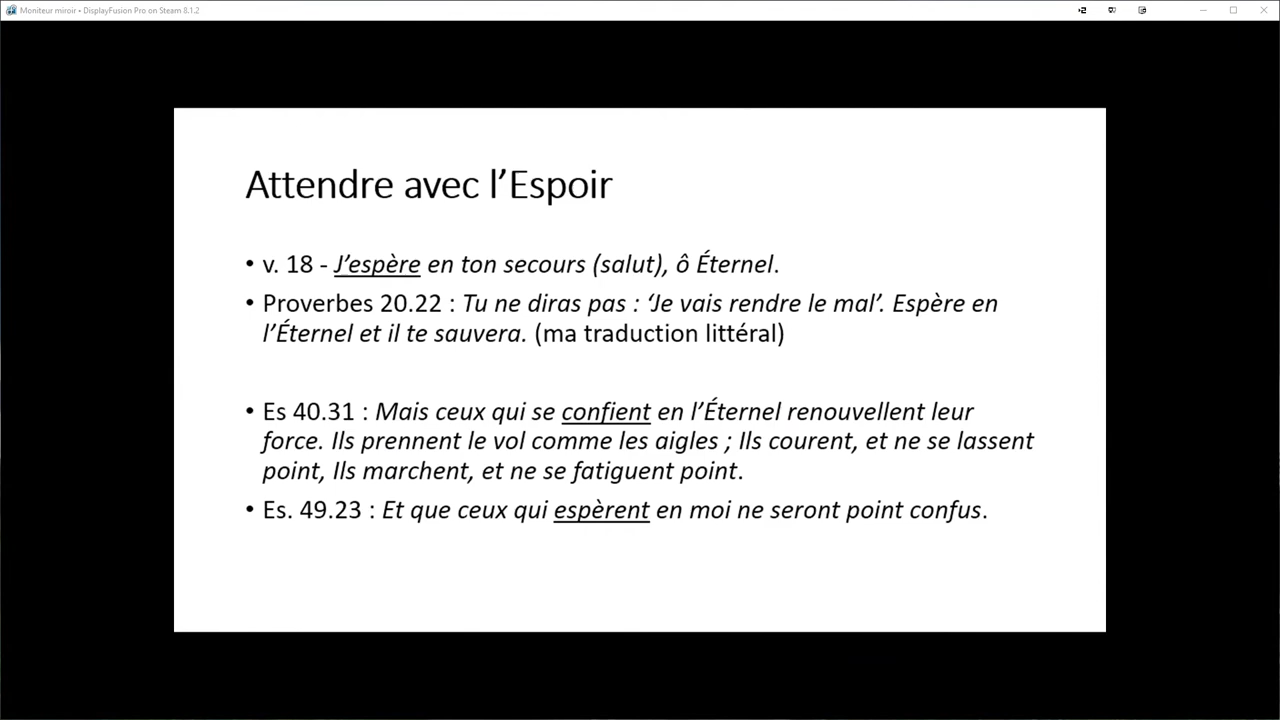 Moniteur miroir • DisplayFusion Pro on Steam 8.1.2
Attendre avec l’Espoir
• v. 18 - J’espère en ton secours (salut), ô Éternel.
• Proverbes 20.22 : Tu ne diras pas : ‘Je vais rendre le mal’. Espère en
l’Éternel et il te sauvera. (ma traduction littéral)
• Es 40.31 : Mais ceux qui se confient en l’Éternel renouvellent leur
force. Ils prennent le vol comme les aigles ; Ils courent, et ne se lassent
point, Ils marchent, et ne se fatiguent point.
• Es. 49.23 : Et que ceux qui espèrent en moi ne seront point confus.